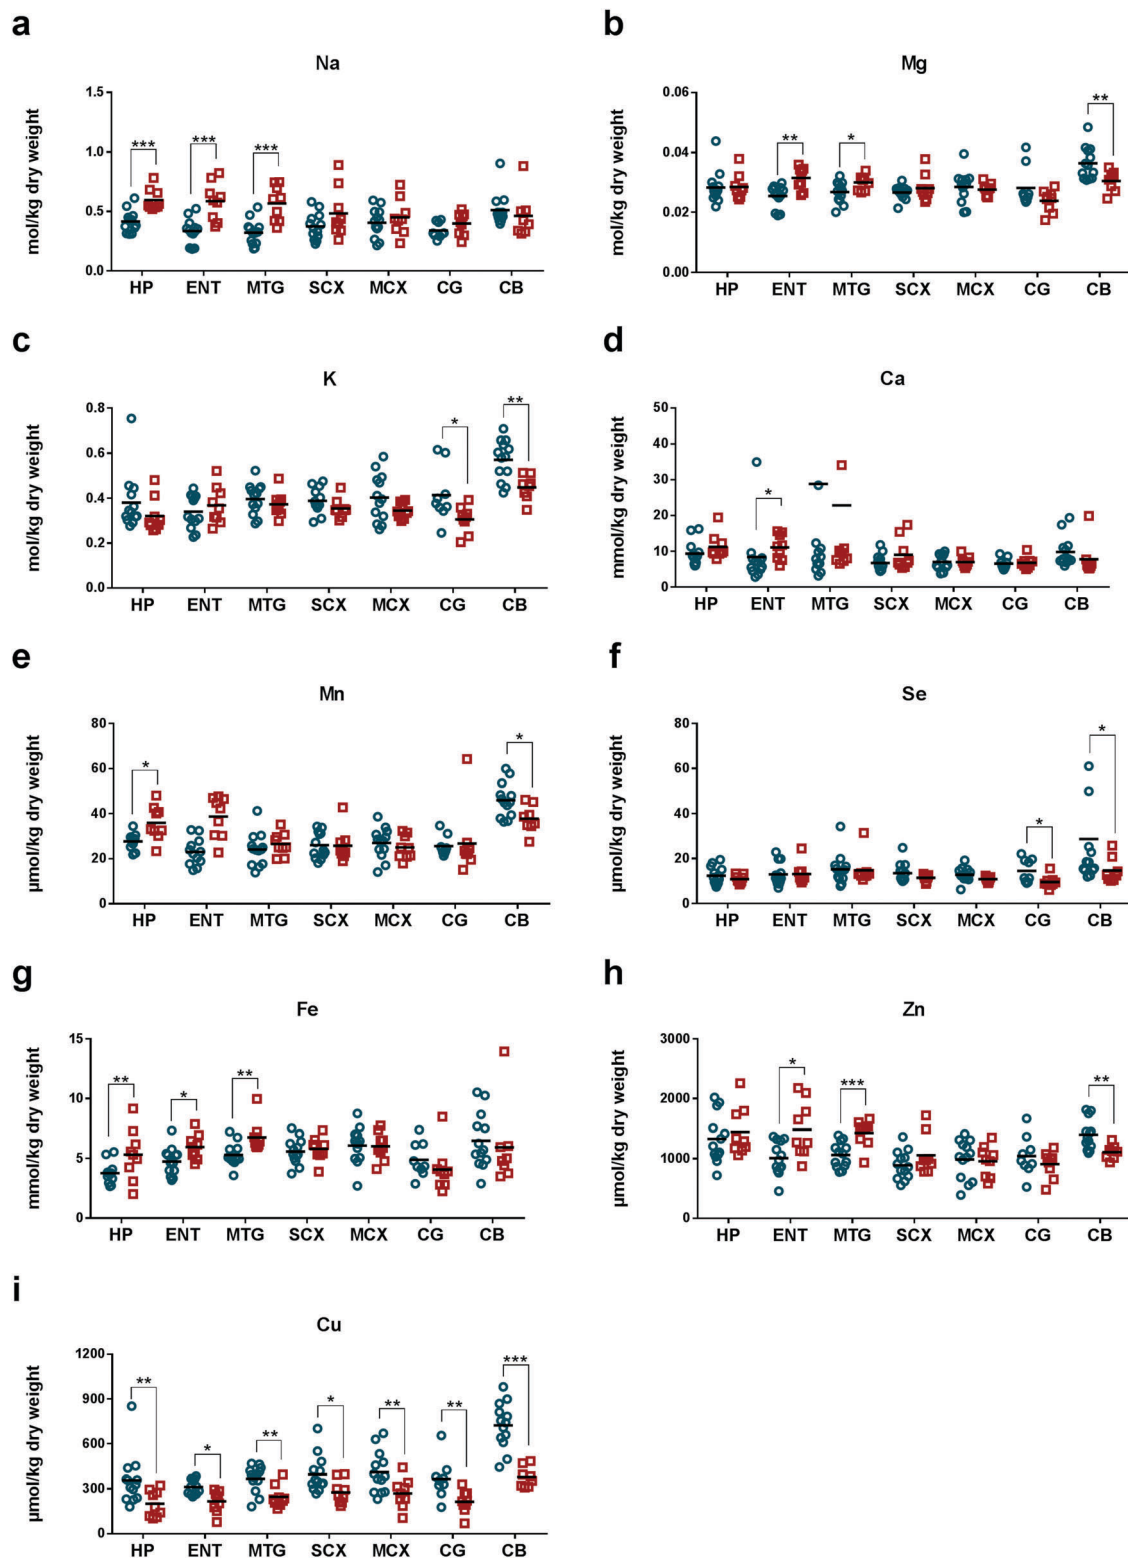 a
Na
mol/kg dry weight
1.5
1.0
0.5
0.0
*** *** ***
HP ENT MTG SCX MCX CG CB
b
Mg
mol/kg dry weight
0.06
0.04
0.02
0.00
** * **
HP ENT MTG SCX MCX CG CB
c
K
mol/kg dry weight
0.8
0.6
0.4
0.2
0.0
* **
HP ENT MTG SCX MCX CG CB
d
Ca
mmol/kg dry weight
50
40
30
20
10
0
*
HP ENT MTG SCX MCX CG CB
e
Mn
µmol/kg dry weight
80
60
40
20
0
* *
HP ENT MTG SCX MCX CG CB
f
Se
µmol/kg dry weight
80
60
40
20
0
* *
HP ENT MTG SCX MCX CG CB
g
Fe
mmol/kg dry weight
15
10
5
0
** * **
HP ENT MTG SCX MCX CG CB
h
Zn
µmol/kg dry weight
3000
2000
1000
0
* *** **
HP ENT MTG SCX MCX CG CB
i
Cu
µmol/kg dry weight
1200
900
600
300
0
** * ** * ** ** ***
HP ENT MTG SCX MCX CG CB